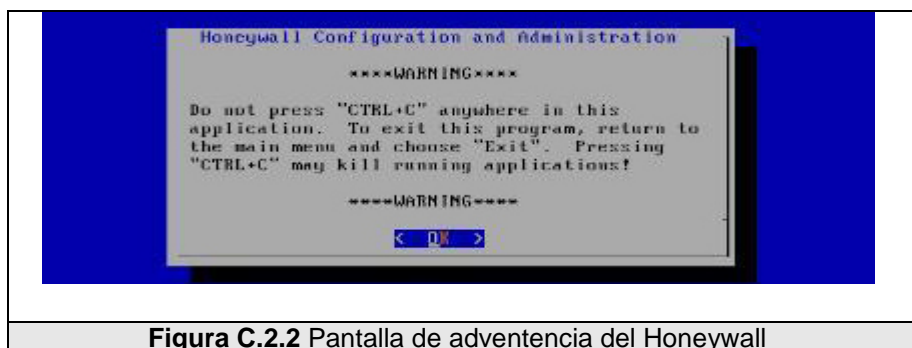 Honeywall Configuration and Administration
****WARNING****
Do not press "CTRL+C" anywhere in this
application.  To exit this program, return to
the main menu and choose "Exit".  Pressing
"CTRL+C" may kill running applications!
****WARNING****
< OK >
Figura C.2.2 Pantalla de adventencia del Honeywall